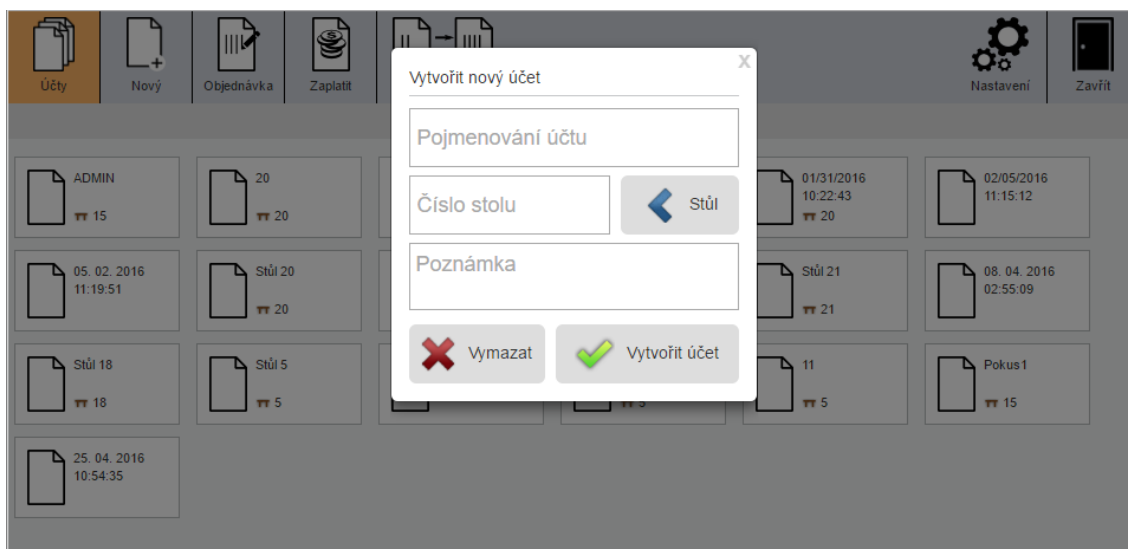 Účty
Nový
Objednávka
Zaplatit
Nastavení
Zavřít
Vytvořit nový účet
X
Pojmenování účtu
Číslo stolu
Stůl
Poznámka
Vymazat
Vytvořit účet
ADMIN
15
20
20
01/31/2016
10:22:43
20
02/05/2016
11:15:12
05. 02. 2016
11:19:51
Stůl 20
20
Stůl 21
21
08. 04. 2016
02:55:09
Stůl 18
18
Stůl 5
5
5
11
5
Pokus1
15
25. 04. 2016
10:54:35